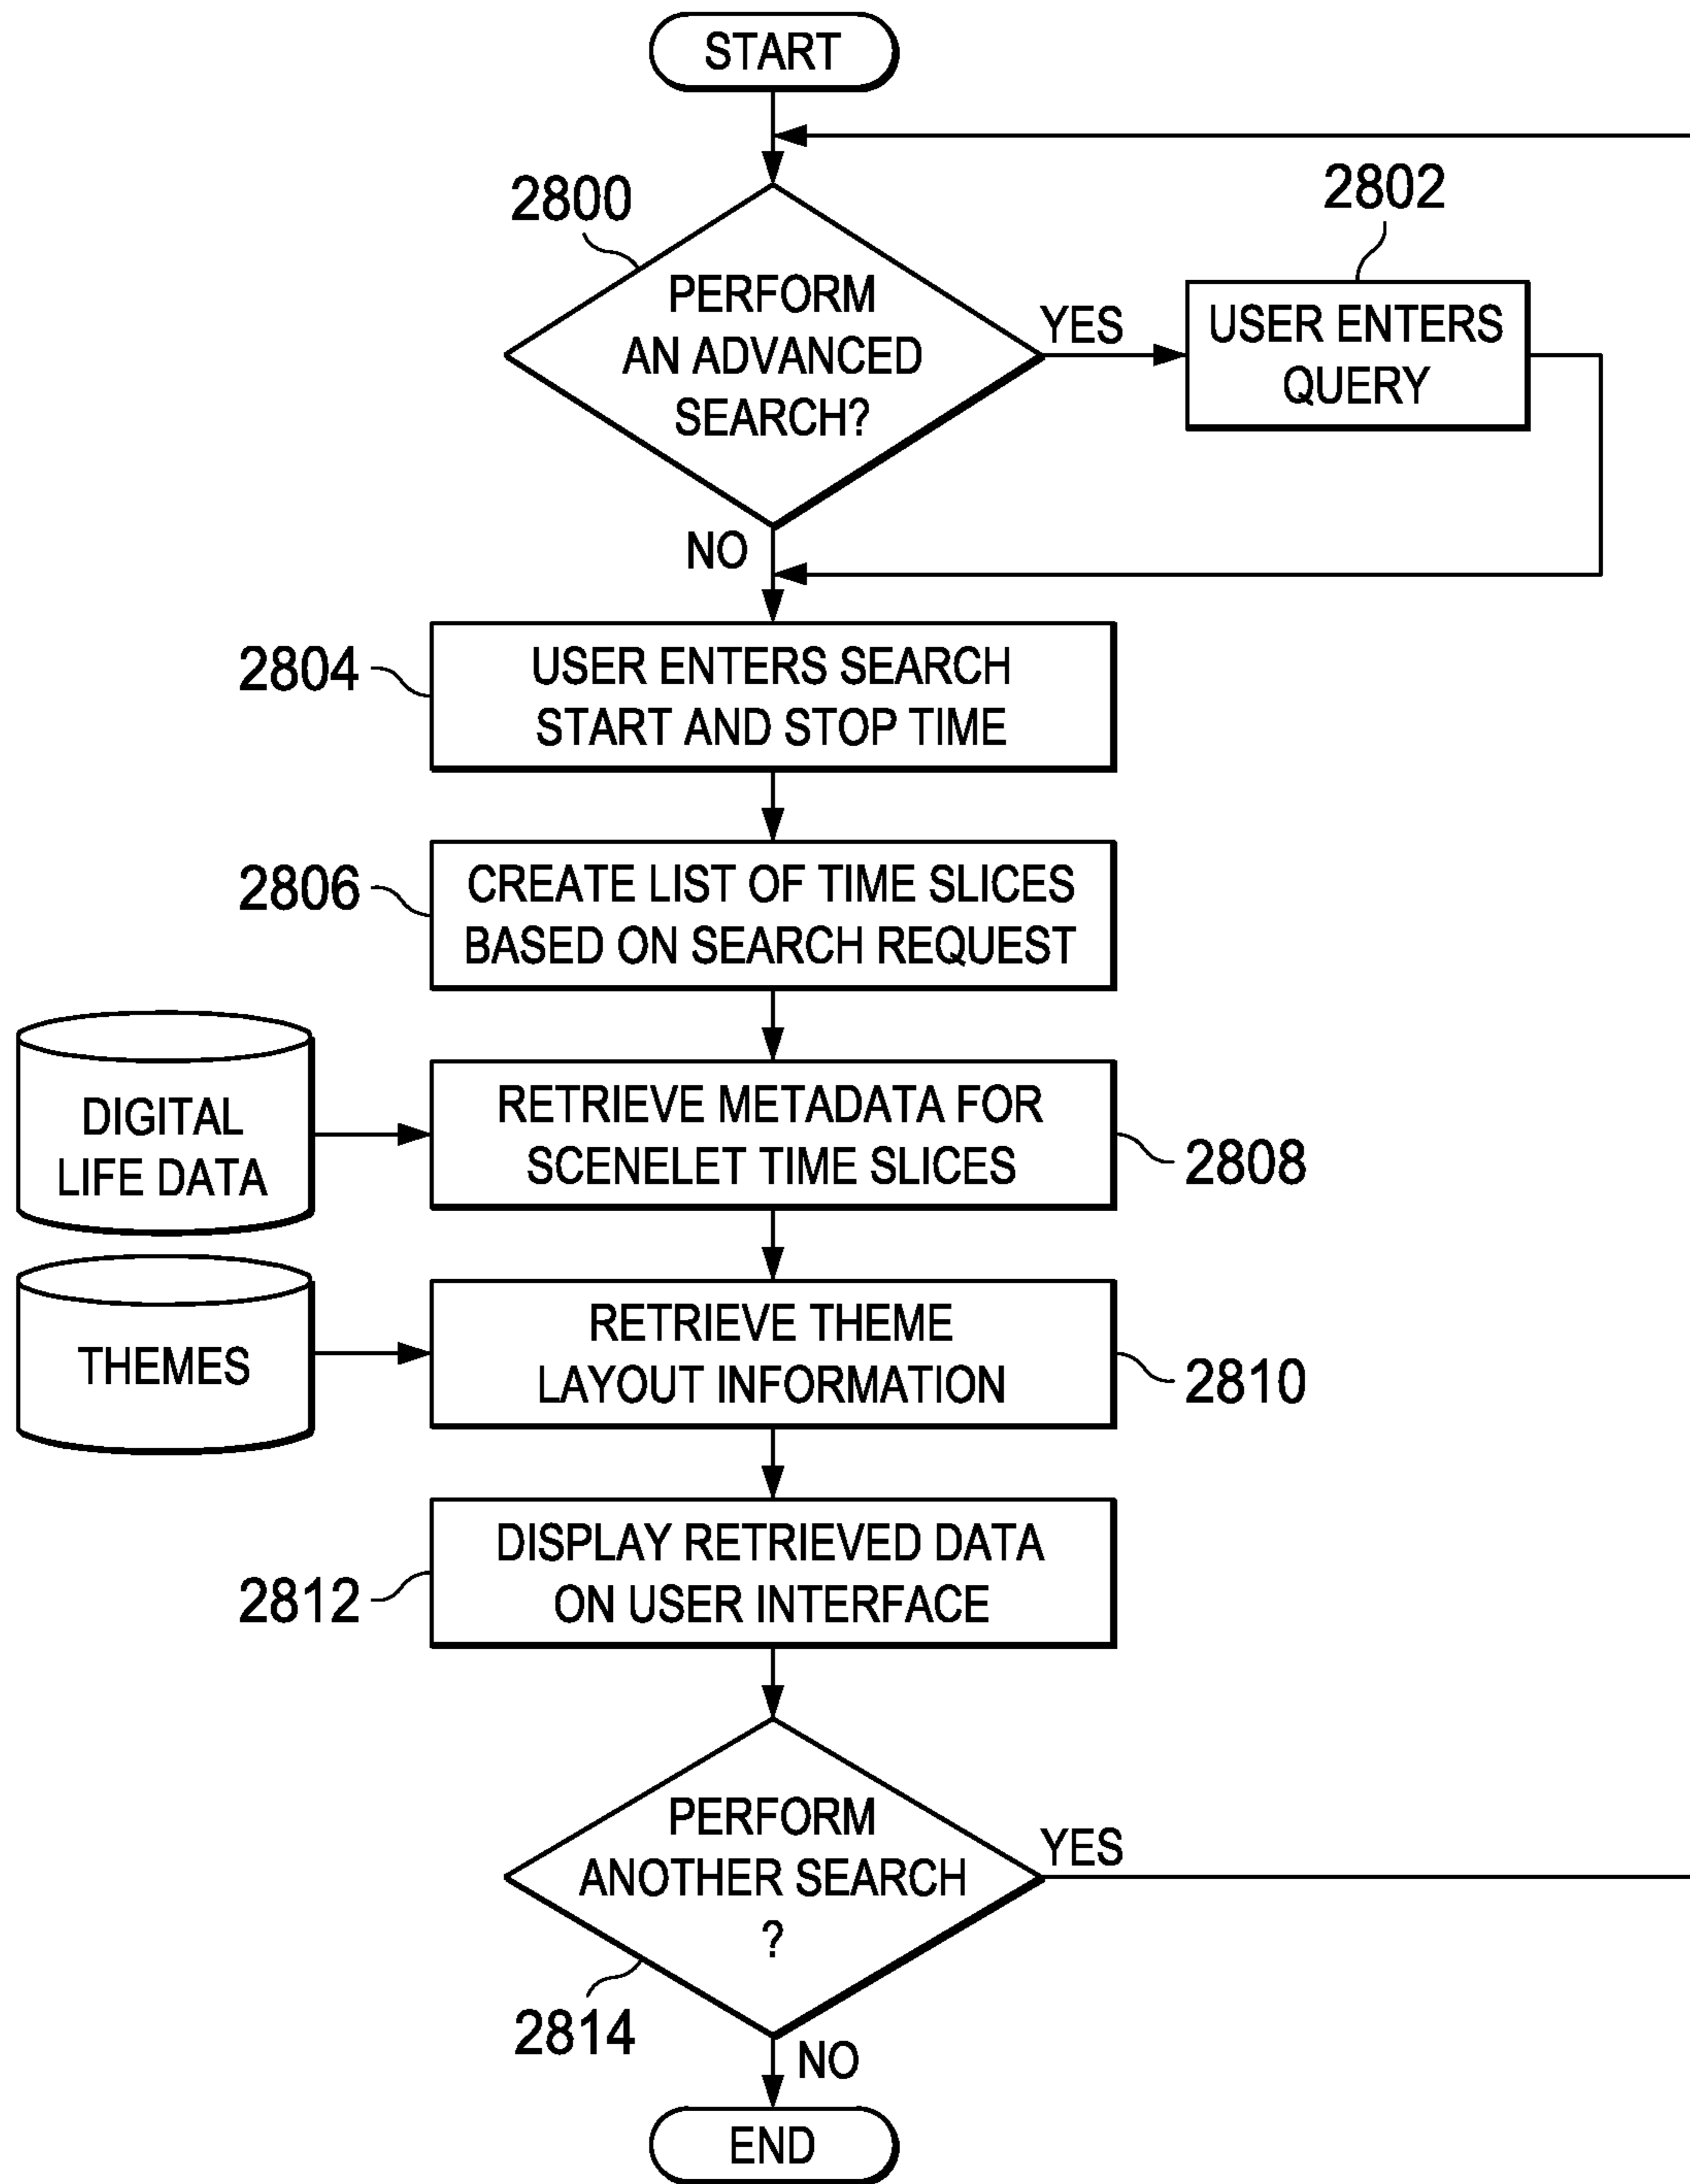 START
2800
PERFORM
AN ADVANCED
SEARCH?
YES
2802
USER ENTERS
QUERY
NO
2804
USER ENTERS SEARCH
START AND STOP TIME
2806
CREATE LIST OF TIME SLICES
BASED ON SEARCH REQUEST
DIGITAL
LIFE DATA
RETRIEVE METADATA FOR
SCENELET TIME SLICES
2808
THEMES
RETRIEVE THEME
LAYOUT INFORMATION
2810
2812
DISPLAY RETRIEVED DATA
ON USER INTERFACE
PERFORM
ANOTHER SEARCH
?
YES
2814
NO
END